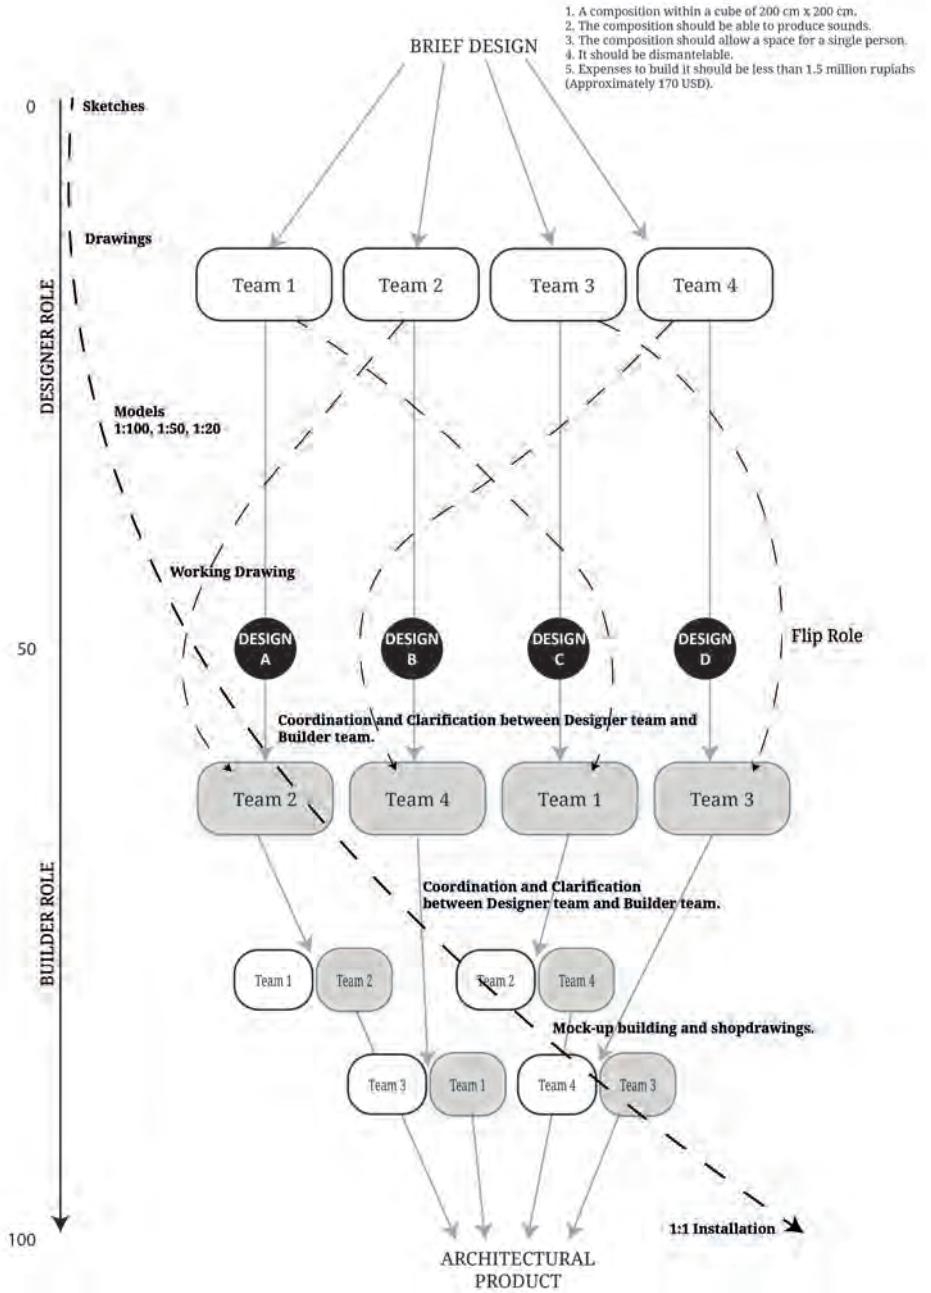 1. A composition within a cube of 200 cm x 200 cm.
2. The composition should be able to produce sounds.
3. The composition should allow a space for a single person.
4. It should be dismantelable.
5. Expenses to build it should be less than 1.5 million rupiahs
(Approximately 170 USD).
BRIEF DESIGN
0
Sketches
Drawings
DESIGNER ROLE
Team 1
Team 2
Team 3
Team 4
Models
1:100, 1:50, 1:20
Working Drawing
50
DESIGN
A
DESIGN
B
DESIGN
C
DESIGN
D
Flip Role
Coordination and Clarification between Designer team and
Builder team.
Team 2
Team 4
Team 1
Team 3
BUILDER ROLE
Coordination and Clarification
between Designer team and Builder team.
Team 1
Team 2
Team 2
Team 4
Mock-up building and shopdrawings.
Team 3
Team 1
Team 4
Team 3
1:1 Installation
100
ARCHITECTURAL
PRODUCT